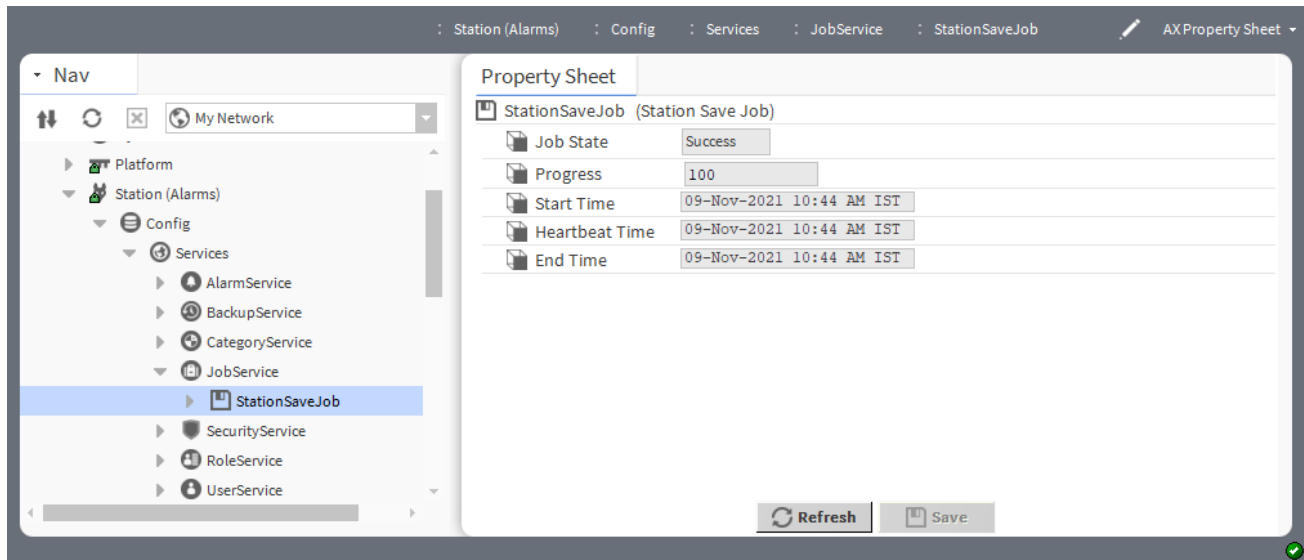 : Station (Alarms) : Config : Services : JobService : StationSaveJob AX Property Sheet
Nav
My Network
Platform
Station (Alarms)
Config
Services
AlarmService
BackupService
CategoryService
JobService
StationSaveJob
SecurityService
RoleService
UserService
Property Sheet
StationSaveJob (Station Save Job)
Job State Success
Progress 100
Start Time 09-Nov-2021 10:44 AM IST
Heartbeat Time 09-Nov-2021 10:44 AM IST
End Time 09-Nov-2021 10:44 AM IST
Refresh Save